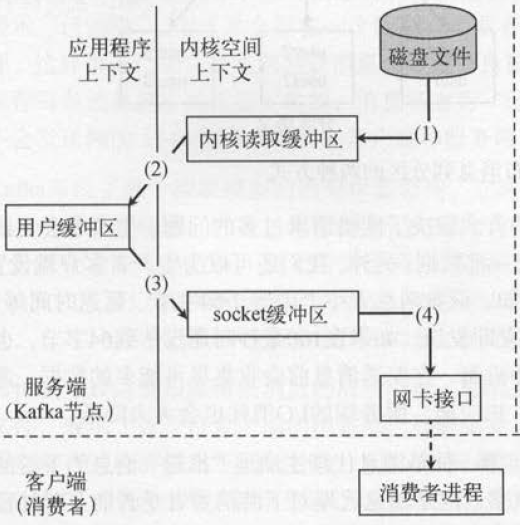 应用程序
上下文
内核空间
上下文
磁盘文件
内核读取缓冲区
(1)
(2)
用户缓冲区
(3)
socket缓冲区
(4)
服务端
(Kafka节点)
网卡接口
客户端
(消费者)
消费者进程